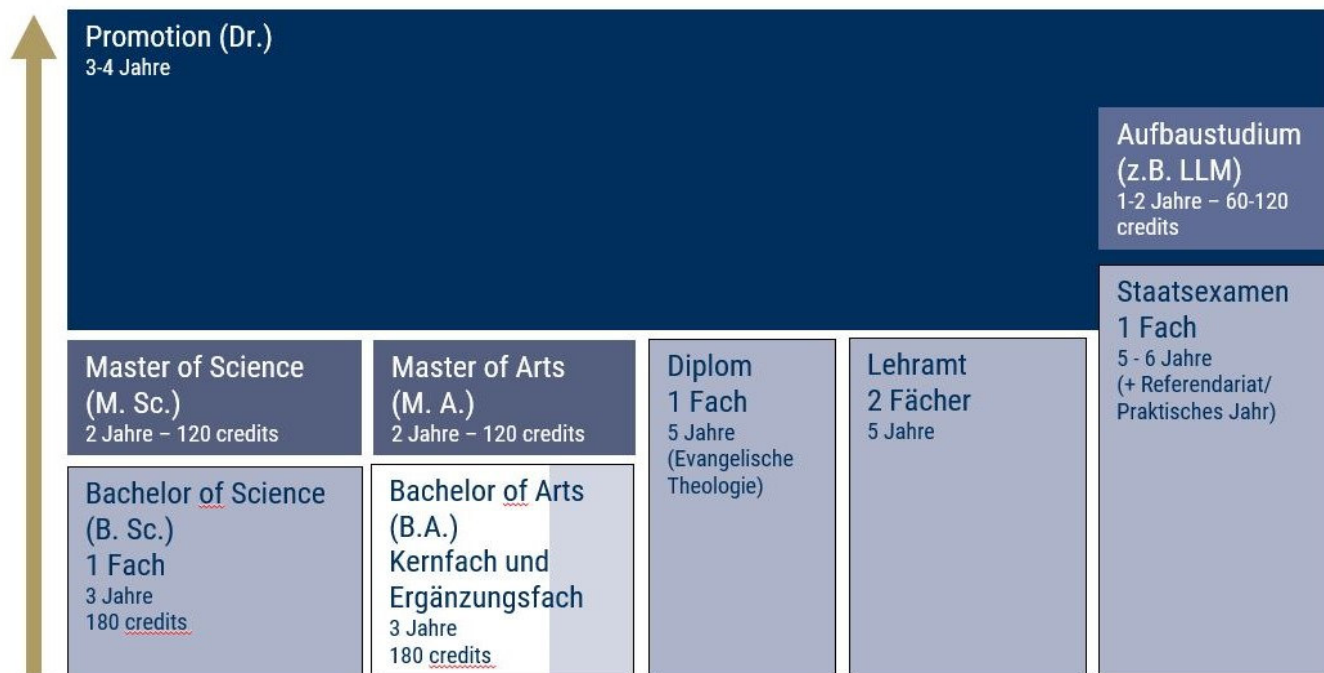 Promotion (Dr.)
3-4 Jahre
Aufbaustudium
(z.B. LLM)
1-2 Jahre – 60-120
credits
Master of Science
(M. Sc.)
2 Jahre – 120 credits
Master of Arts
(M. A.)
2 Jahre – 120 credits
Diplom
1 Fach
5 Jahre
(Evangelische
Theologie)
Lehramt
2 Fächer
5 Jahre
Staatsexamen
1 Fach
5 - 6 Jahre
(+ Referendariat/
Praktisches Jahr)
Bachelor of Science
(B. Sc.)
1 Fach
3 Jahre
180 credits
Bachelor of Arts
(B.A.)
Kernfach und
Ergänzungsfach
3 Jahre
180 credits